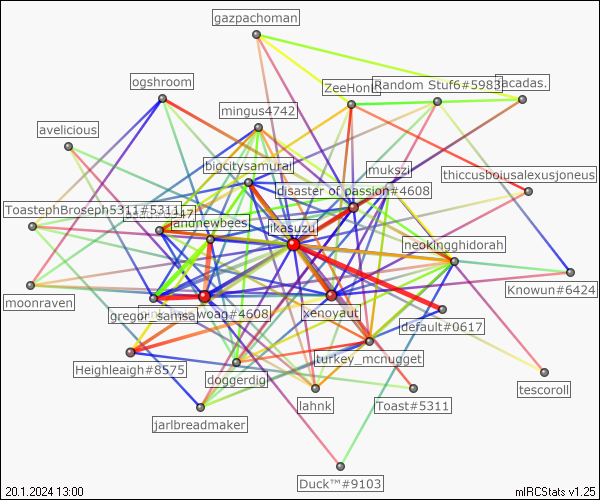 gazpachoman
ogshroom
ZeeHonk
Random Stuf6#5983
acadas.
mingus4742
avelicious
bigcitysamurai
mukszi
thiccusboiusalexusjoneus
disaster of passion#4608
ToastephBroseph5311#5311
andnewbees
ikasuzu
neokingghidorah
moonraven
Knowun#6424
gregor_samsa
woag#4608
xenoyaut
default#0617
turkey_mcnugget
Heighleaigh#8575
doggerdigl
tescoroll
lahnk
Toast#5311
jarlbreadmaker
Duck™#9103
20.1.2024 13:00
mIRCStats v1.25